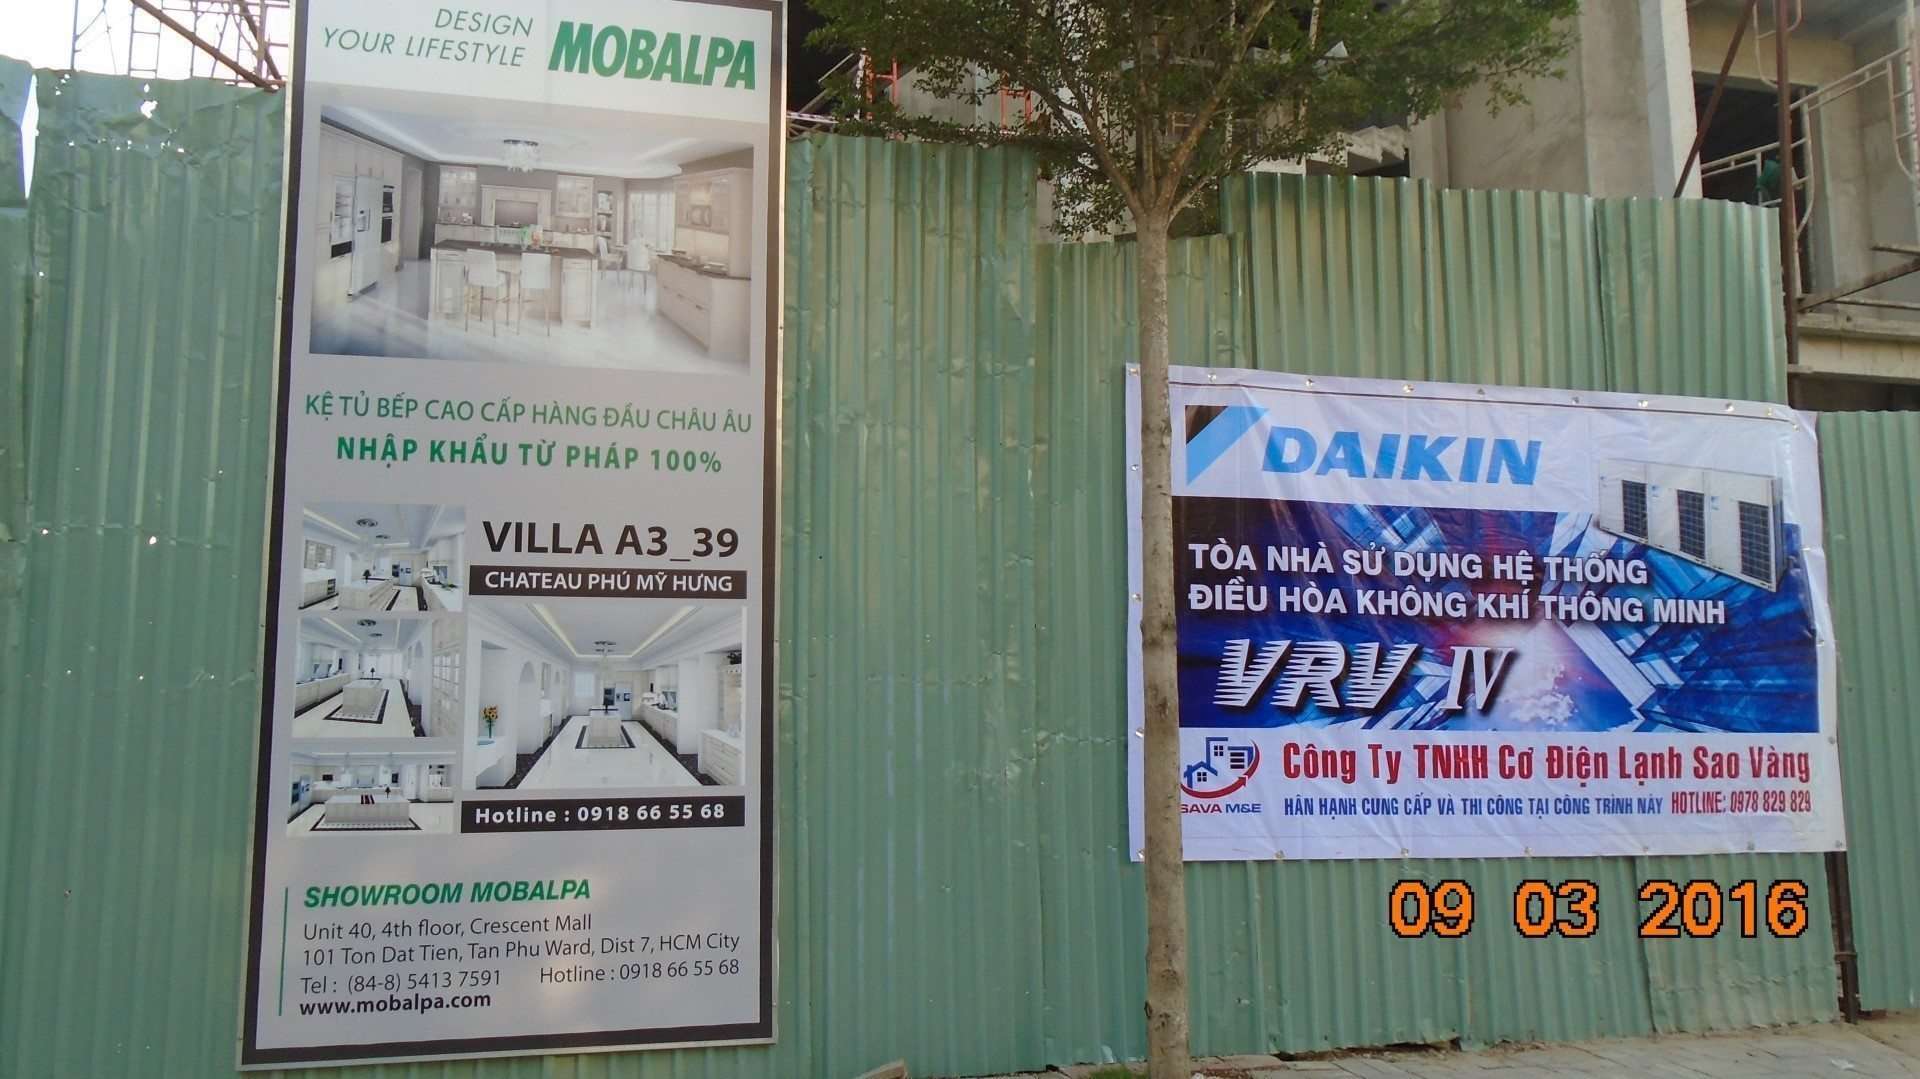 DESIGN
YOUR LIFESTYLE
MOBALPA
KỆ TỦ BẾP CAO CẤP HÀNG ĐẦU CHÂU ÂU
NHẬP KHẨU TỪ PHÁP 100%
VILLA A3_39
CHATEAU PHÚ MỸ HƯNG
Hotline : 0918 66 55 68
SHOWROOM MOBALPA
Unit 40, 4th floor, Crescent Mall
101 Ton Dat Tien, Tan Phu Ward, Dist 7, HCM City
Tel : (84-8) 5413 7591 Hotline : 0918 66 55 68
www.mobalpa.com
DAIKIN
TÒA NHÀ SỬ DỤNG HỆ THỐNG
ĐIỀU HÒA KHÔNG KHÍ THÔNG MINH
VRV IV
Công Ty TNHH Cơ Điện Lạnh Sao Vàng
SAVA M&E
HÂN HẠNH CUNG CẤP VÀ THI CÔNG TẠI CÔNG TRÌNH NÀY HOTLINE: 0978 829 829
09 03 2016